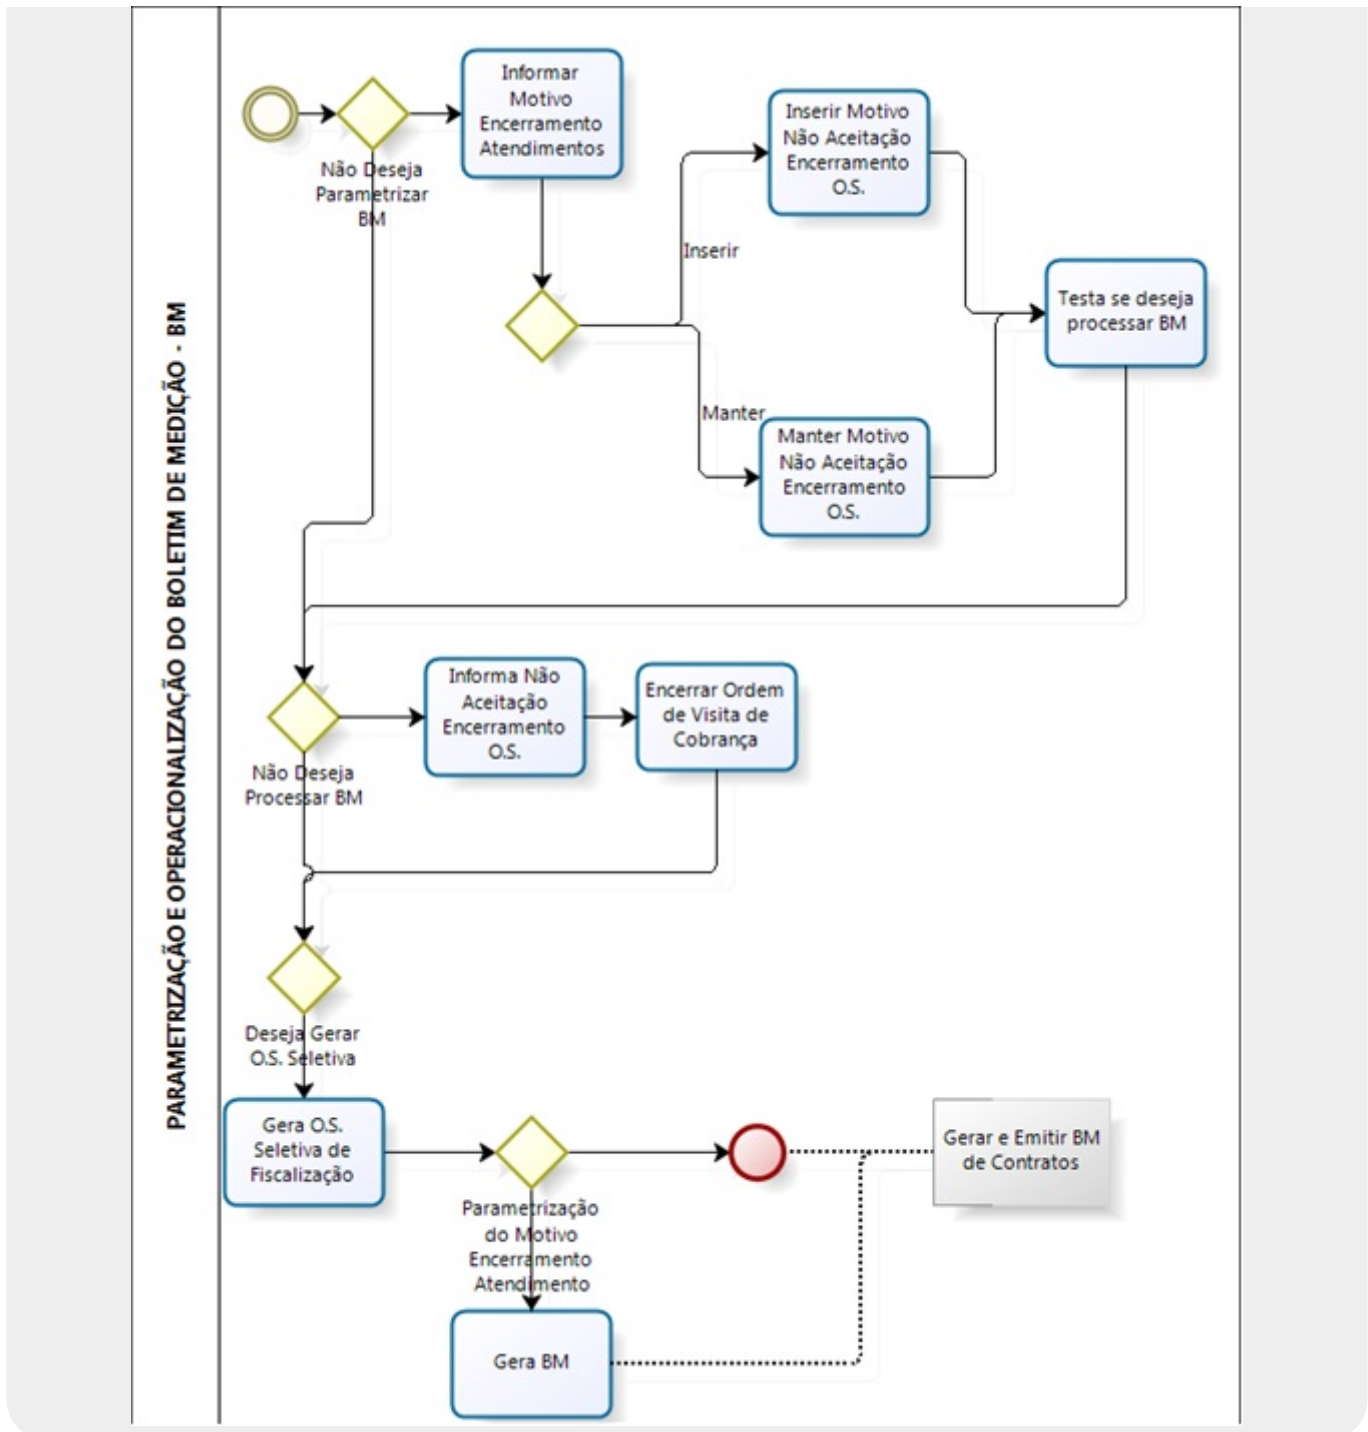 PARAMETRIZAÇÃO E OPERACIONALIZAÇÃO DO BOLETIM DE MEDIÇÃO - BM
Não Deseja
Parametrizar
BM
Informar
Motivo
Encerramento
Atendimentos
Inserir
Inserir Motivo
Não Aceitação
Encerramento
O.S.
Testa se deseja
processar BM
Manter
Manter Motivo
Não Aceitação
Encerramento
O.S.
Não Deseja
Processar BM
Informa Não
Aceitação
Encerramento
O.S.
Encerrar Ordem
de Visita de
Cobrança
Deseja Gerar
O.S. Seletiva
Gera O.S.
Seletiva de
Fiscalização
Parametrização
do Motivo
Encerramento
Atendimento
Gerar e Emitir BM
de Contratos
Gera BM